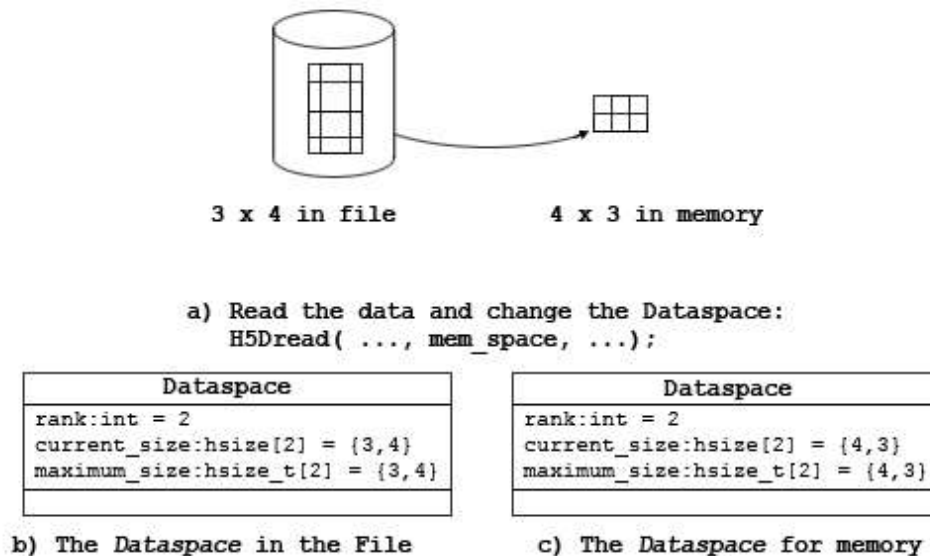 3 x 4 in file
4 x 3 in memory
a) Read the data and change the Dataspace:
H5Dread( ..., mem_space, ...);
Dataspace
rank:int = 2
current_size:hsize[2] = {3,4}
maximum_size:hsize_t[2] = {3,4}
b) The Dataspace in the File
Dataspace
rank:int = 2
current_size:hsize[2] = {4,3}
maximum_size:hsize_t[2] = {4,3}
c) The Dataspace for memory